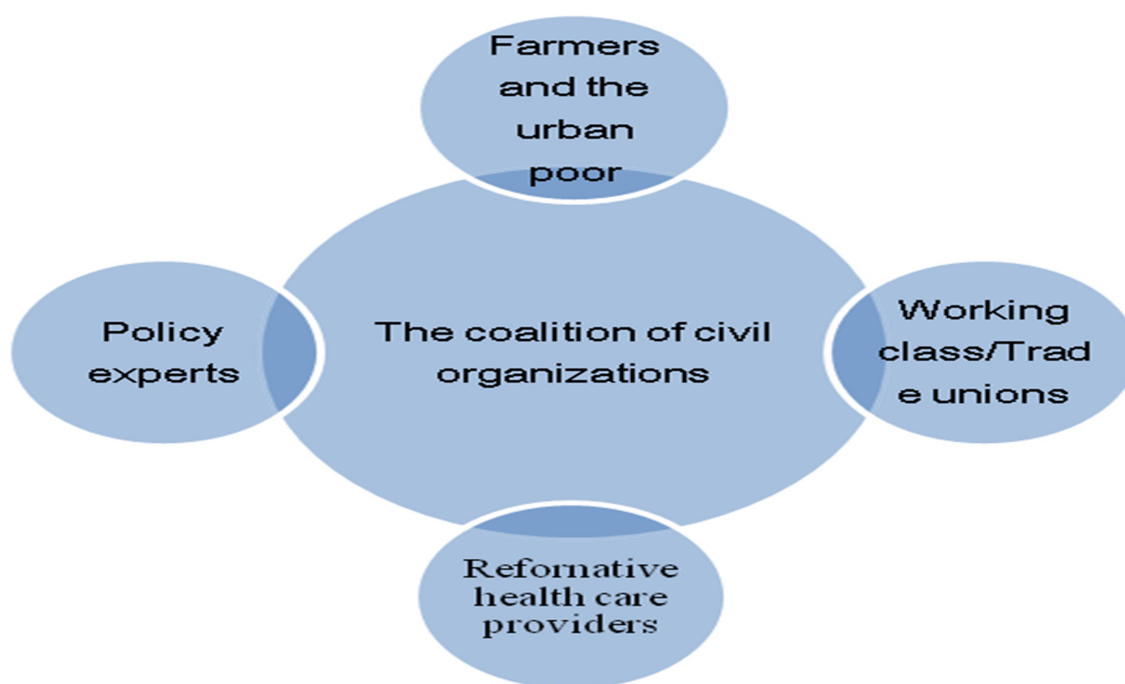 Farmers
and the
urban
poor
Policy
experts
The coalition of civil
organizations
Working
class/Trad
e unions
Refornative
health care
providers